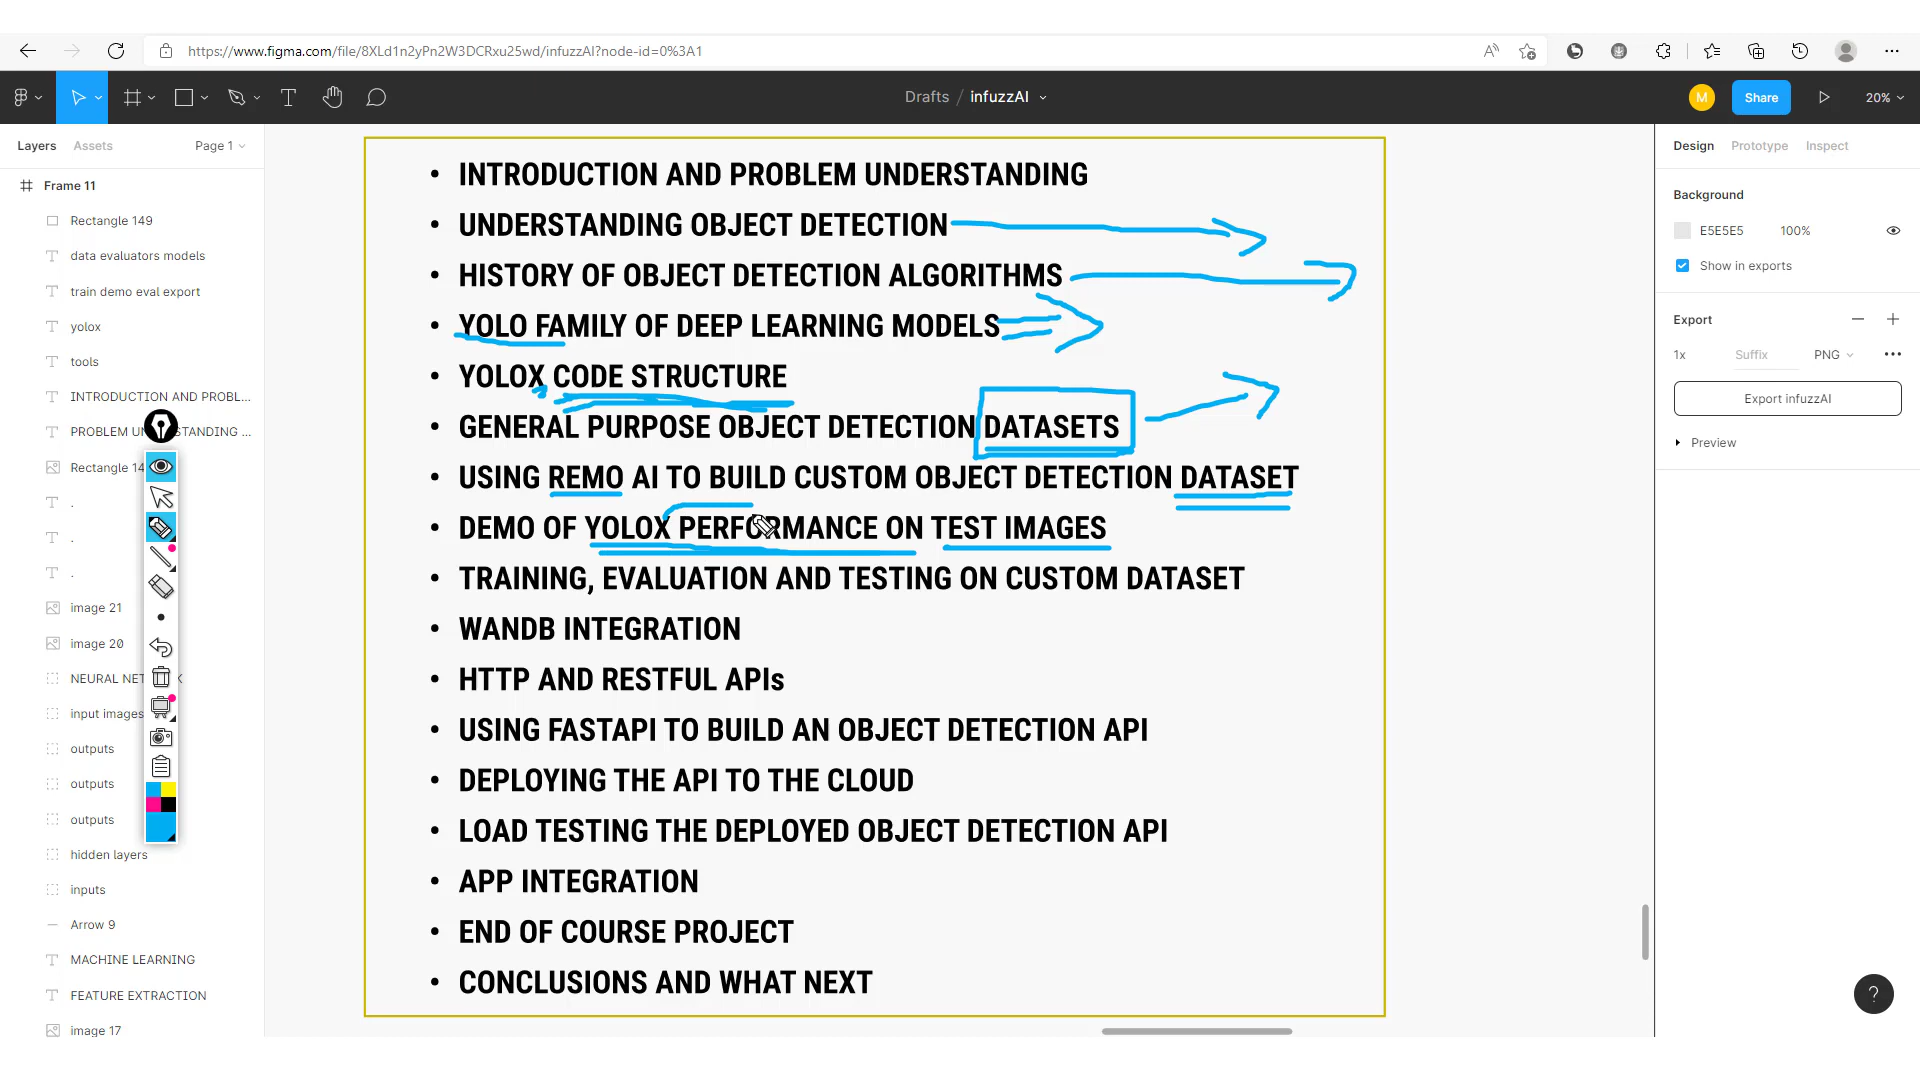 https://www.figma.com/file/8XLd1n2yPn2W3DCRxu25wd/infuzzAI?node-id=0%3A1
Drafts / infuzzAI
M
Share
20%
Layers
Assets
Page 1
Frame 11
Rectangle 149
data evaluators models
train demo eval export
yolox
tools
INTRODUCTION AND PROBL...
PROBLEM UN STANDING ...
Rectangle 14
.
.
.
image 21
image 20
NEURAL NET K
input images
outputs
outputs
outputs
hidden layers
inputs
Arrow 9
MACHINE LEARNING
FEATURE EXTRACTION
image 17
• INTRODUCTION AND PROBLEM UNDERSTANDING
• UNDERSTANDING OBJECT DETECTION
• HISTORY OF OBJECT DETECTION ALGORITHMS
• YOLO FAMILY OF DEEP LEARNING MODELS
• YOLOX CODE STRUCTURE
• GENERAL PURPOSE OBJECT DETECTION DATASETS
• USING REMO AI TO BUILD CUSTOM OBJECT DETECTION DATASET
• DEMO OF YOLOX PERFORMANCE ON TEST IMAGES
• TRAINING, EVALUATION AND TESTING ON CUSTOM DATASET
• WANDB INTEGRATION
• HTTP AND RESTFUL APIs
• USING FASTAPI TO BUILD AN OBJECT DETECTION API
• DEPLOYING THE API TO THE CLOUD
• LOAD TESTING THE DEPLOYED OBJECT DETECTION API
• APP INTEGRATION
• END OF COURSE PROJECT
• CONCLUSIONS AND WHAT NEXT
Design
Prototype
Inspect
Background
E5E5E5 100%
Show in exports
Export
1x
Suffix
PNG
Export infuzzAI
Preview
?